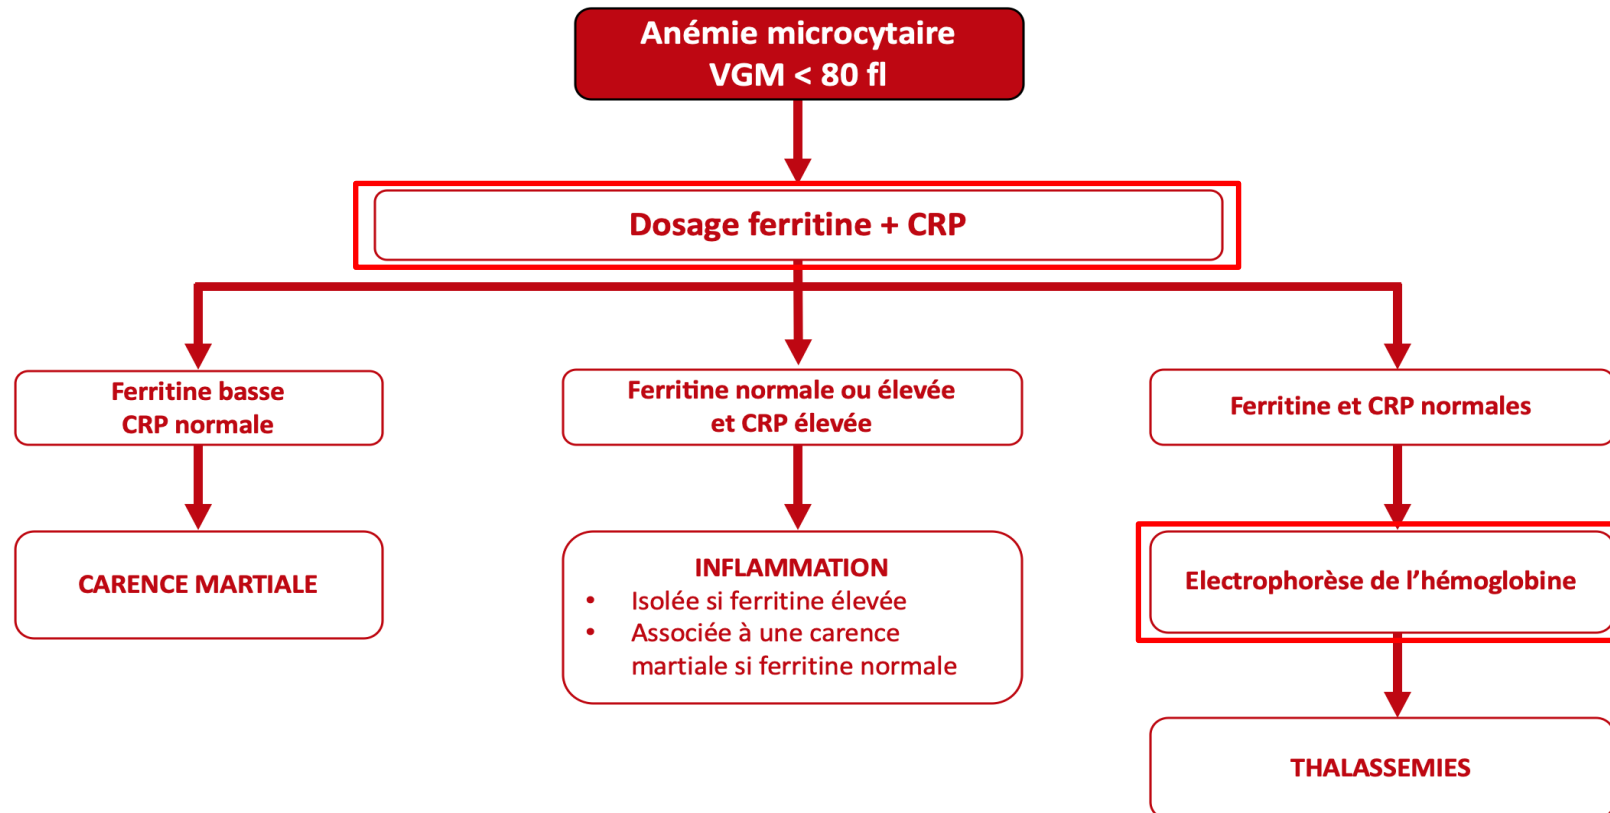 Anémie microcytaire
VGM < 80 fl
Dosage ferritine + CRP
Ferritine basse
CRP normale
Ferritine normale ou élevée
et CRP élevée
Ferritine et CRP normales
CARENCE MARTIALE
INFLAMMATION
• Isolée si ferritine élevée
• Associée à une carence
martiale si ferritine normale
Electrophorèse de l’hémoglobine
THALASSEMIES